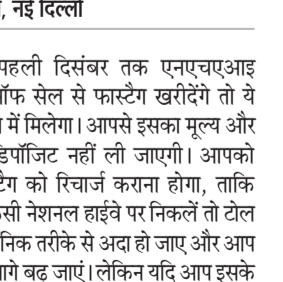 , नई दिल्ली
पहली दिसंबर तक एनएचएआइ
ऑफ सेल से फास्टैग खरीदेंगे तो ये
में मिलेगा। आपसे इसका मूल्य और
डिपॉजिट नहीं ली जाएगी। आपको
टैग को रिचार्ज कराना होगा, ताकि
नेशनल हाईवे पर निकलें तो टोल
तरीके से अदा हो जाए और आप
बढ़ जाएं। लेकिन यदि आप इसके